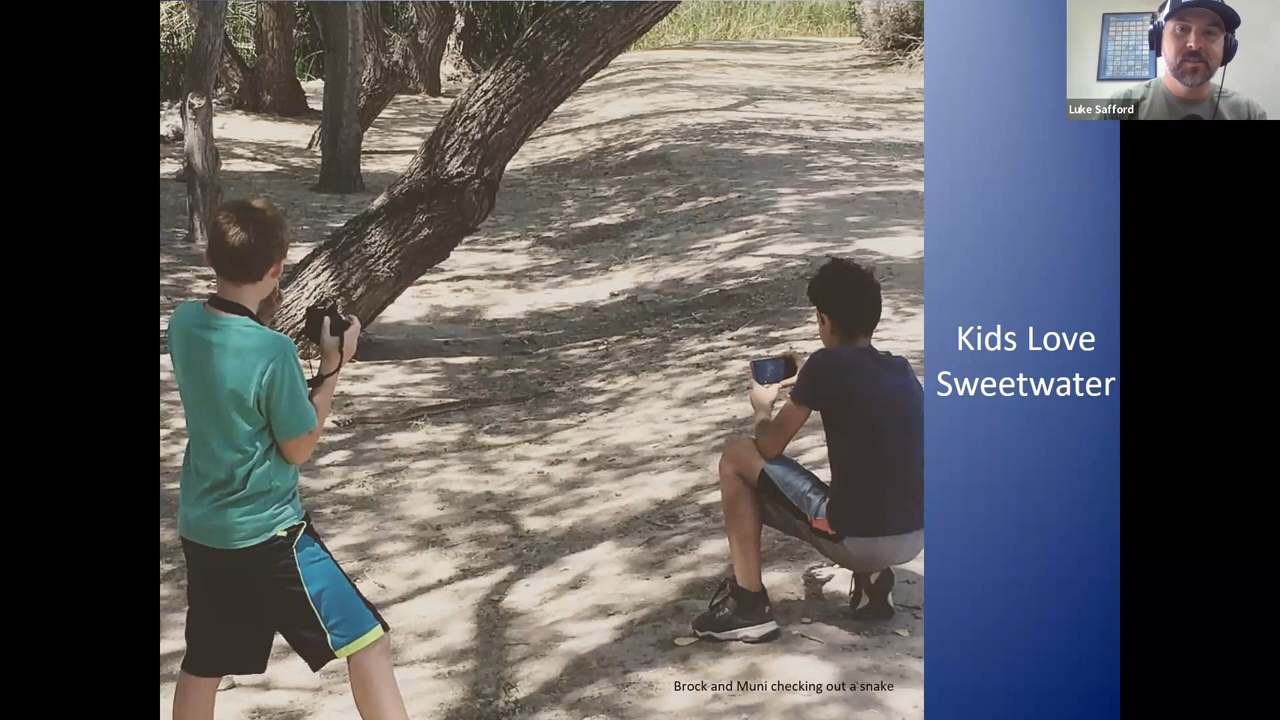 Luke Safford
Kids Love
Sweetwater
Brock and Muni checking out a snake